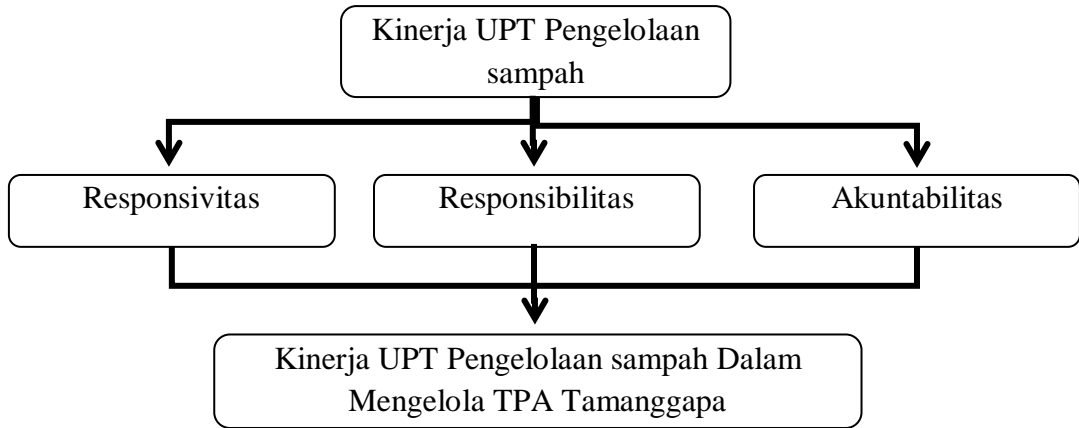 Kinerja UPT Pengelolaan
sampah
Responsivitas
Responsibilitas
Akuntabilitas
Kinerja UPT Pengelolaan sampah Dalam
Mengelola TPA Tamanggapa